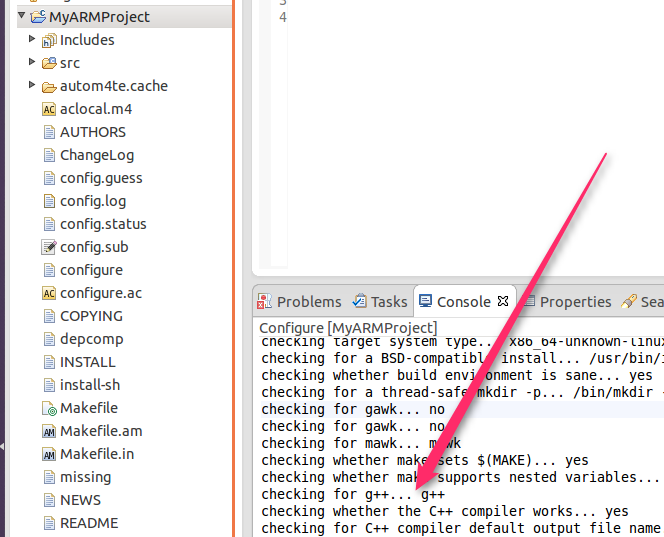 MyARMProject
Includes
src
autom4te.cache
aclocal.m4
AUTHORS
ChangeLog
config.guess
config.log
config.status
config.sub
configure
configure.ac
COPYING
depcomp
INSTALL
install-sh
Makefile
Makefile.am
Makefile.in
missing
NEWS
README
4
Problems Tasks Console Properties Sea
Configure [MyARMProject]
checking target system type... x86_64-unknown-linux
checking for a BSD-compatible install... /usr/bin/i
checking whether build environment is sane... yes
checking for a thread-safe mkdir -p... /bin/mkdir -
checking for gawk... no
checking for gawk... no
checking for mawk... mawk
checking whether make sets $(MAKE)... yes
checking whether make supports nested variables...
checking for g++... g++
checking whether the C++ compiler works... yes
checking for C++ compiler default output file name